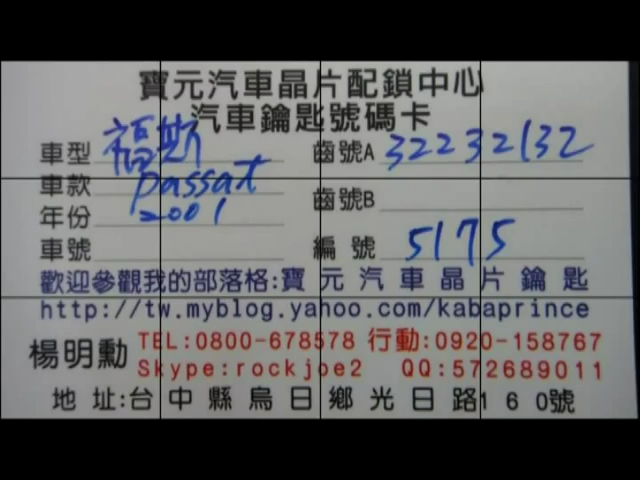 寶元汽車晶片配鎖中心
汽車鑰匙號碼卡
車型 福斯 齒號A 32232132
車款 passat
年份 2001 齒號B
車號 編號 5175
歡迎參觀我的部落格:寶元汽車晶片鑰匙
http://tw.myblog.yahoo.com/kabaprince
楊明勳 TEL:0800-678578 行動:0920-158767
Skype:rockjoe2 QQ:572689011
地址:台中縣烏日鄉光日路160號